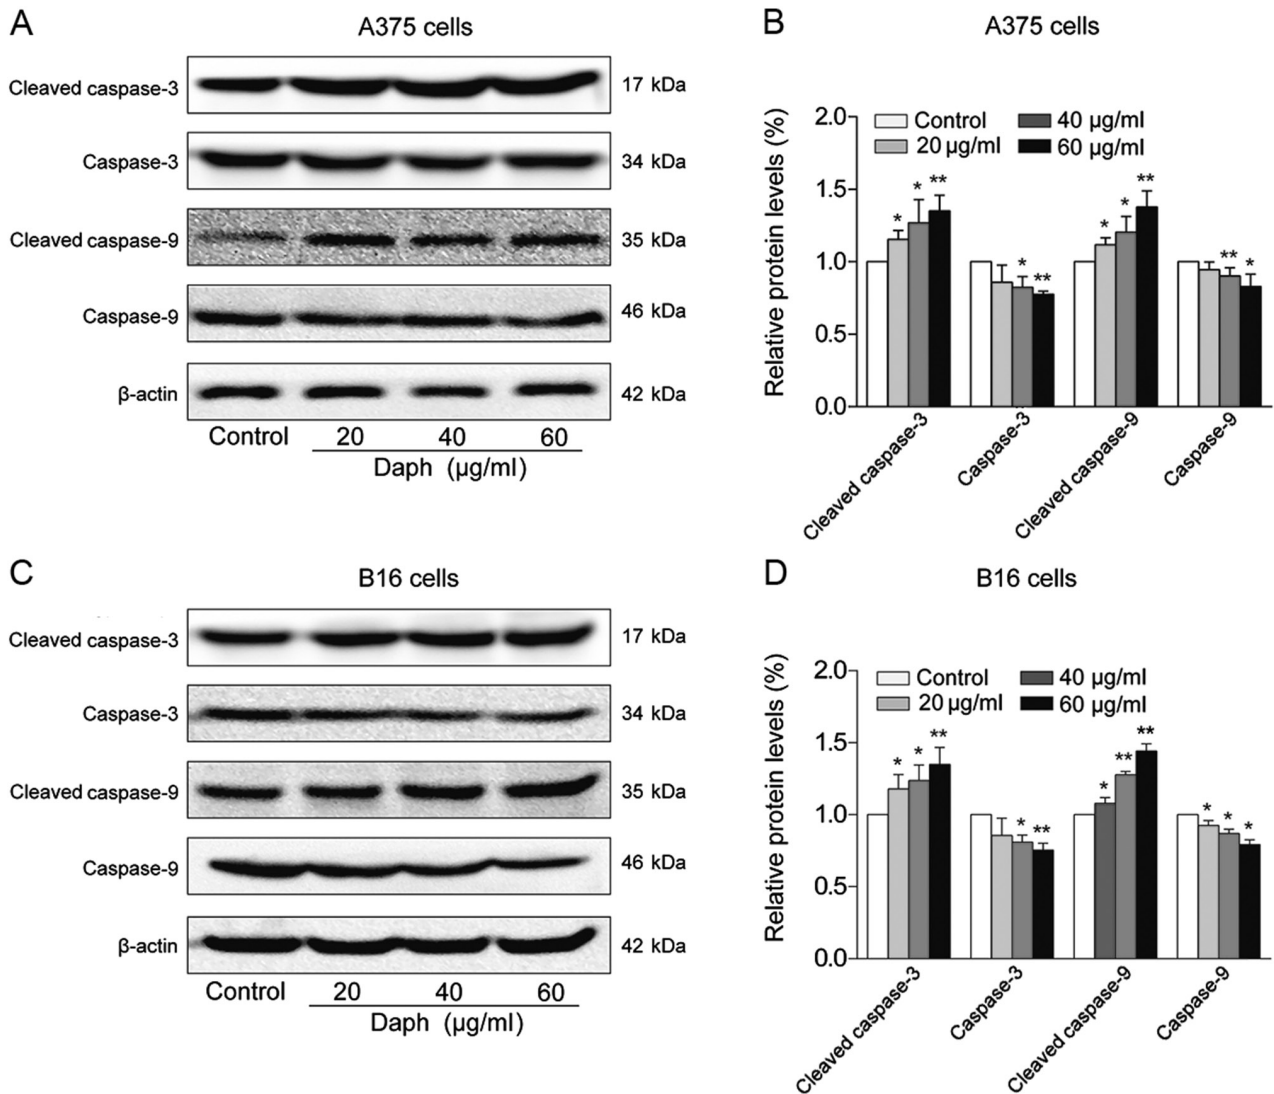 A
A375 cells
Cleaved caspase-3
17 kDa
Caspase-3
34 kDa
Cleaved caspase-9
35 kDa
Caspase-9
46 kDa
β-actin
42 kDa
Control 20 40 60
Daph (µg/ml)
B
A375 cells
Relative protein levels (%)
2.0
1.5
1.0
0.5
0.0
Control
20 µg/ml
40 µg/ml
60 µg/ml
* * **
* **
* * **
** *
Cleaved caspase-3
Caspase-3
Cleaved caspase-9
Caspase-9
C
B16 cells
Cleaved caspase-3
17 kDa
Caspase-3
34 kDa
Cleaved caspase-9
35 kDa
Caspase-9
46 kDa
β-actin
42 kDa
Control 20 40 60
Daph (µg/ml)
D
B16 cells
Relative protein levels (%)
2.0
1.5
1.0
0.5
0.0
Control
20 µg/ml
40 µg/ml
60 µg/ml
* * **
* **
* ** **
* * *
Cleaved caspase-3
Caspase-3
Cleaved caspase-9
Caspase-9